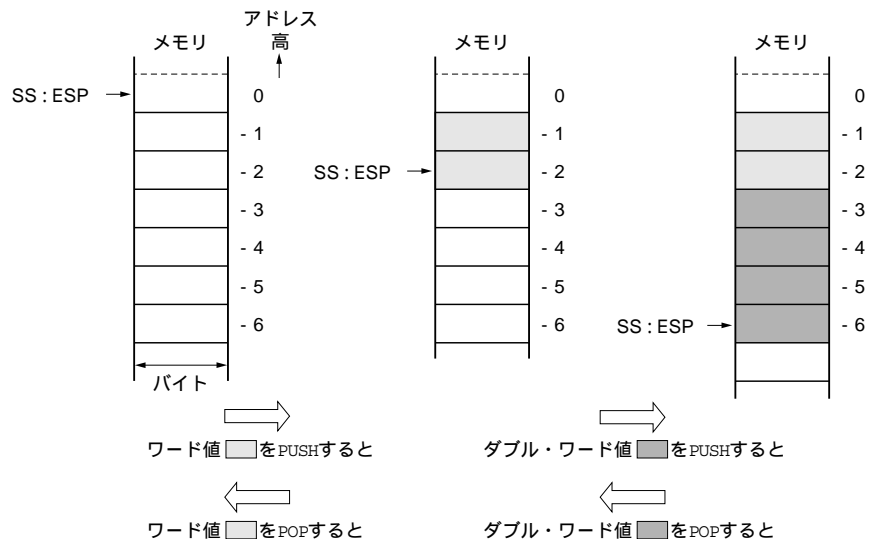 アドレス
高
メモリ
メモリ
メモリ
SS : ESP
0
- 1
- 2
- 3
- 4
- 5
- 6
バイト
SS : ESP
0
- 1
- 2
- 3
- 4
- 5
- 6
SS : ESP
0
- 1
- 2
- 3
- 4
- 5
- 6
ワード値 をPUSHすると
ダブル・ワード値 をPUSHすると
ワード値 をPOPすると
ダブル・ワード値 をPOPすると